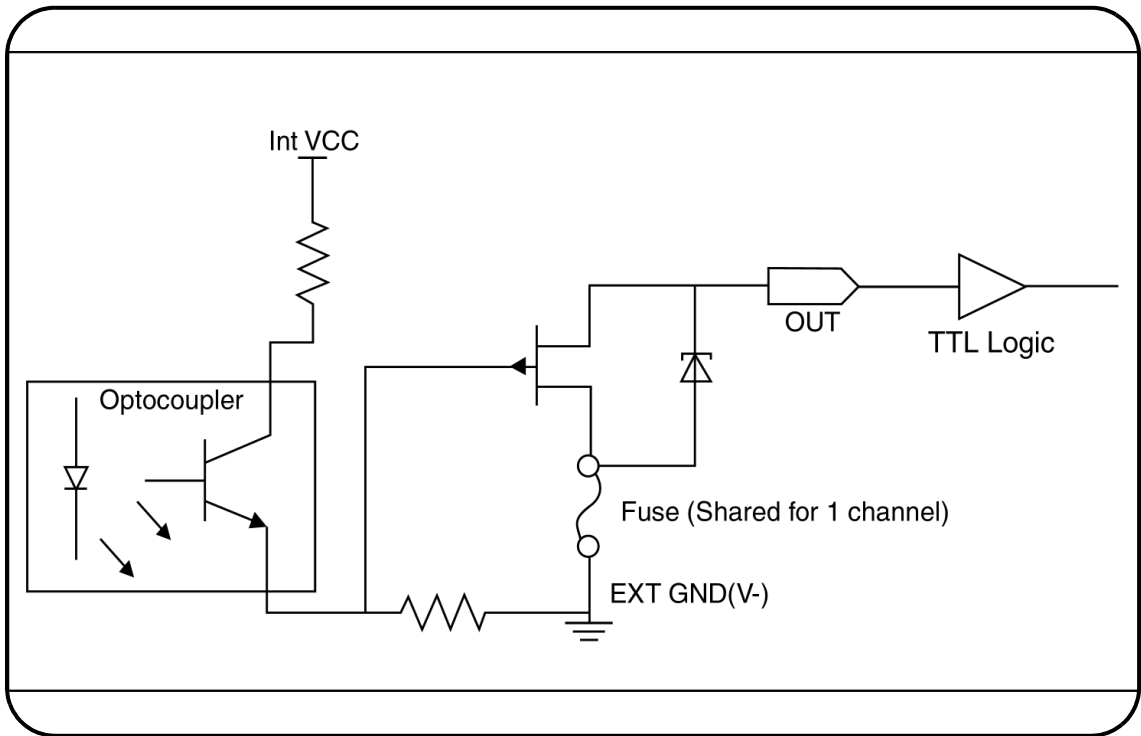 Int VCC
Optocoupler
OUT
TTL Logic
Fuse (Shared for 1 channel)
EXT GND(V-)